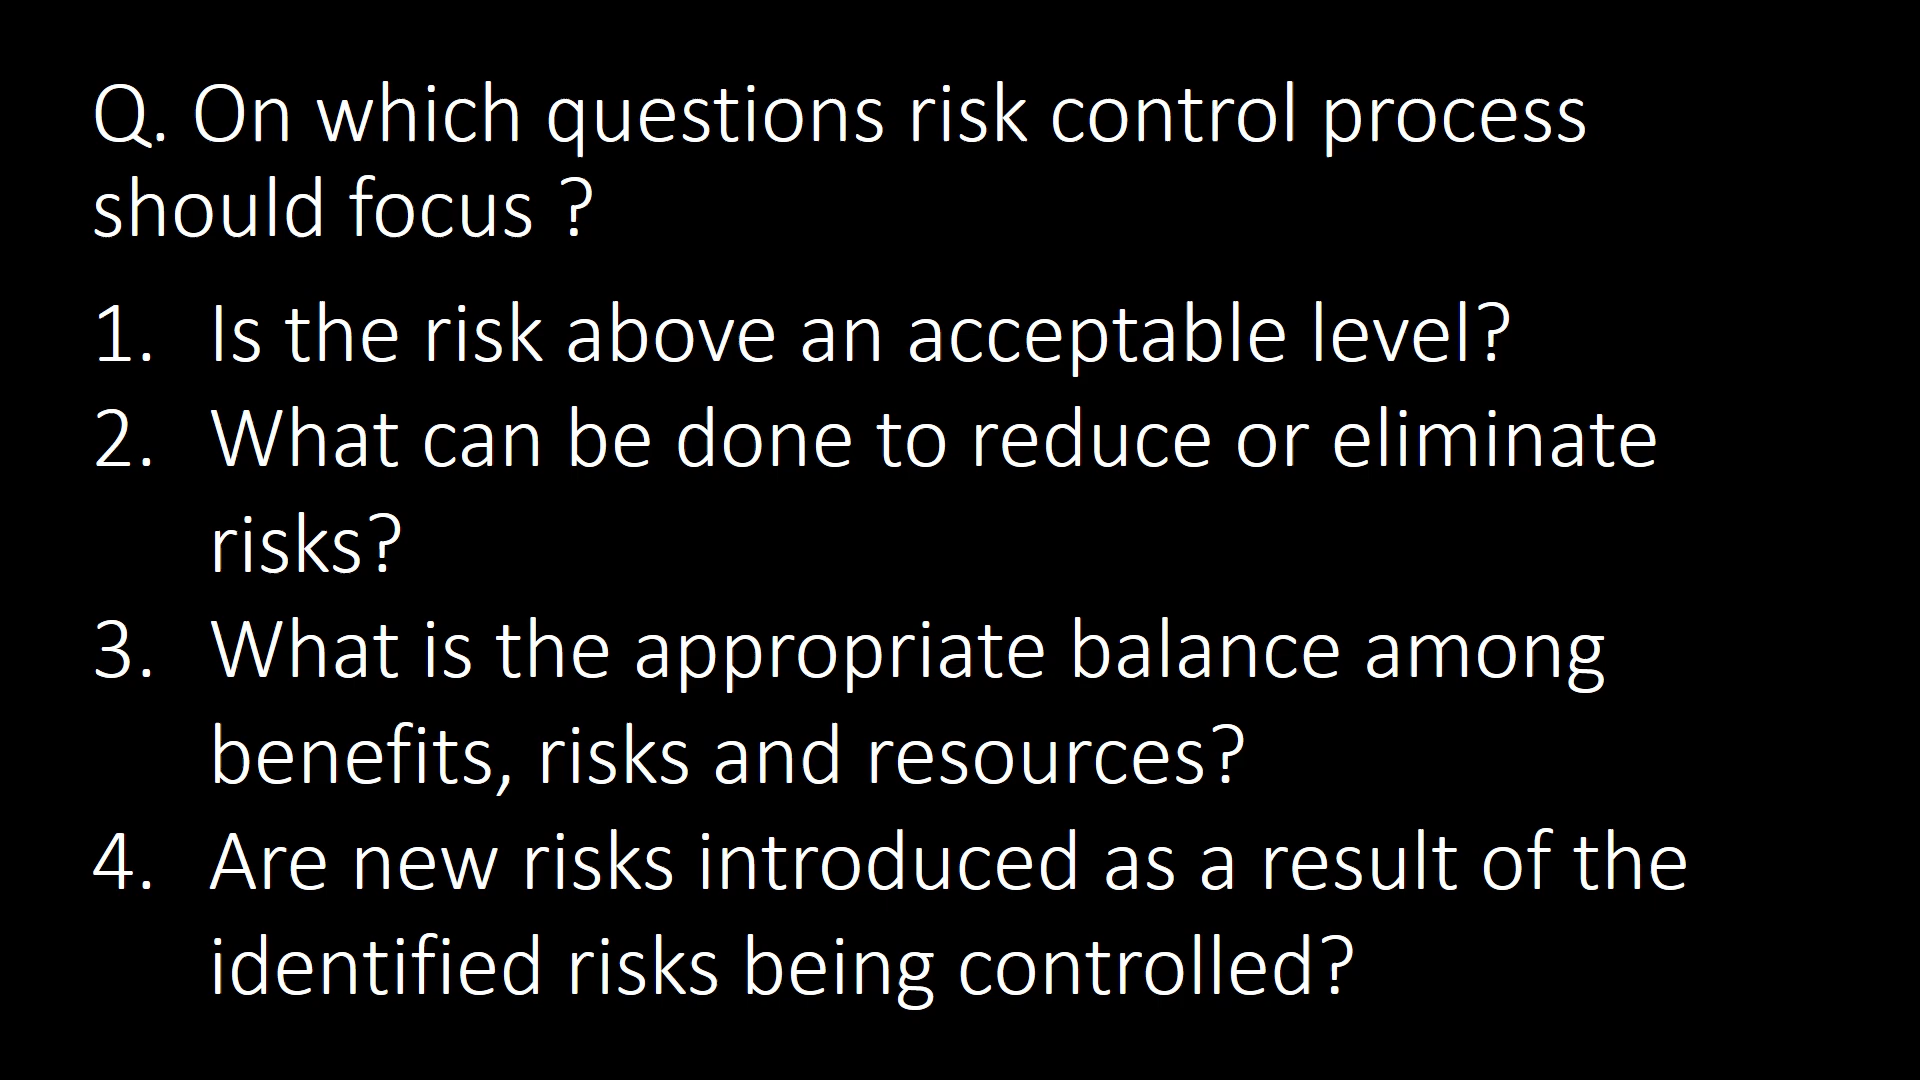 Q. On which questions risk control process
should focus ?
1. Is the risk above an acceptable level?
2. What can be done to reduce or eliminate
risks?
3. What is the appropriate balance among
benefits, risks and resources?
4. Are new risks introduced as a result of the
identified risks being controlled?